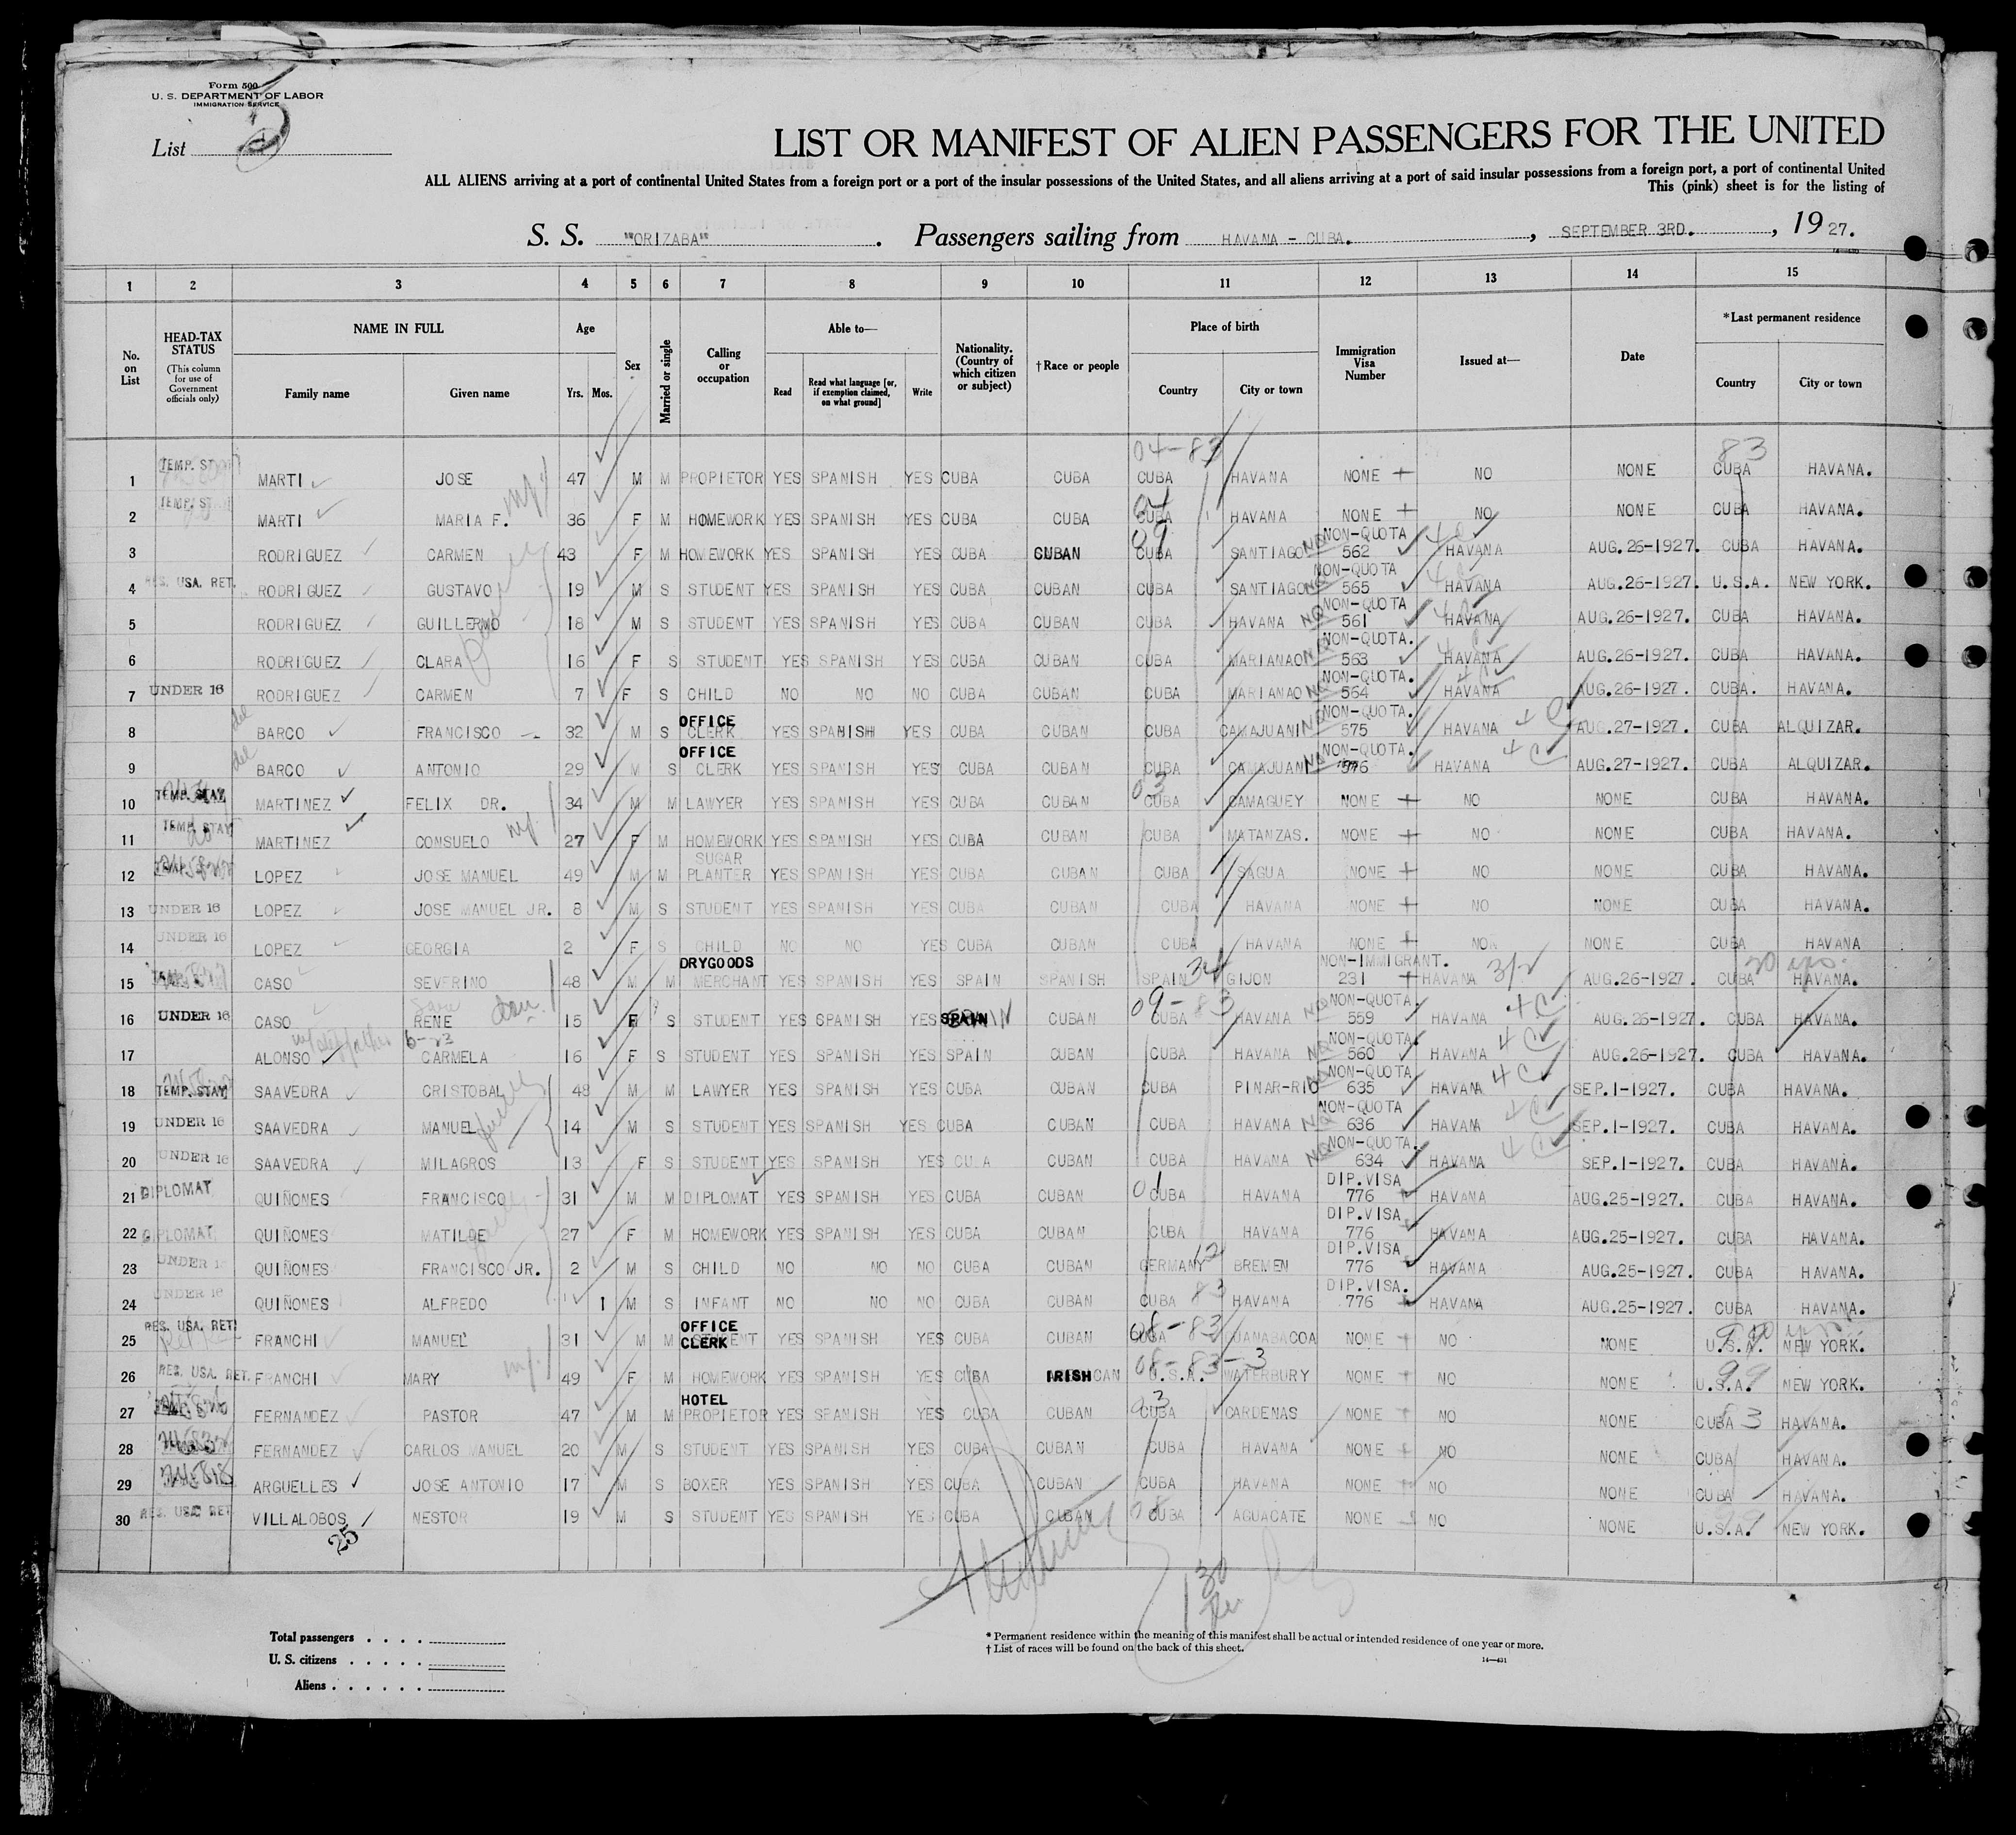 Form 500
U. S. DEPARTMENT OF LABOR
IMMIGRATION SERVICE
List
LIST OR MANIFEST OF ALIEN PASSENGERS FOR THE UNITED
ALL ALIENS arriving at a port of continental United States from a foreign port or a port of the insular possessions of the United States, and all aliens arriving at a port of said insular possessions from a foreign port, a port of continental United
This (pink) sheet is for the listing of
S. S. "ORIZABA". Passengers sailing from HAVANA - CUBA., SEPTEMBER 3RD., 1927.
1 2 3 4 5 6 7 8 9 10 11 12 13 14 15
No. on List HEAD-TAX STATUS (This column for use of Government officials only) NAME IN FULL Family name Given name Age Yrs. Mos. Sex Married or single Calling or occupation Able to— Read Read what language [or, if exemption claimed, on what ground] Write Nationality. (Country of which citizen or subject) †Race or people Place of birth Country City or town Immigration Visa Number Issued at— Date *Last permanent residence Country City or town
04-83 83
1 TEMP. ST MARTI JOSE 47 M M PROPIETOR YES SPANISH YES CUBA CUBA CUBA HAVANA NONE + NO NONE CUBA HAVANA.
2 TEMP. ST MARTI MARIA F. 36 F M HOMEWORK YES SPANISH YES CUBA CUBA CUBA HAVANA NONE + NO NONE CUBA HAVANA.
3 RODRIGUEZ CARMEN 43 F M HOMEWORK YES SPANISH YES CUBA CUBAN CUBA SANTIAGO NON-QUOTA 562 HAVANA AUG.26-1927. CUBA HAVANA.
4 RES. USA. RET. RODRIGUEZ GUSTAVO 19 M S STUDENT YES SPANISH YES CUBA CUBAN CUBA SANTIAGO NON-QUOTA 565 HAVANA AUG.26-1927. U.S.A. NEW YORK.
5 RODRIGUEZ GUILLERMO 18 M S STUDENT YES SPANISH YES CUBA CUBAN CUBA HAVANA NON-QUOTA 561 HAVANA AUG.26-1927. CUBA HAVANA.
6 RODRIGUEZ CLARA 16 F S STUDENT YES SPANISH YES CUBA CUBAN CUBA MARIANAO NON-QUOTA. 563 HAVANA AUG.26-1927. CUBA HAVANA.
7 UNDER 16 RODRIGUEZ CARMEN 7 F S CHILD NO NO NO CUBA CUBAN CUBA MARIANAO NON-QUOTA. 564 HAVANA AUG.26-1927. CUBA. HAVANA.
8 del BARCO FRANCISCO 32 M S OFFICE CLERK YES SPANISH YES CUBA CUBAN CUBA CAMAJUANI NON-QUOTA. 575 HAVANA 4 C AUG.27-1927. CUBA ALQUIZAR.
9 del BARCO ANTONIO 29 M S OFFICE CLERK YES SPANISH YES CUBA CUBAN CUBA CAMAJUANI NON-QUOTA. 576 HAVANA 4 C AUG.27-1927. CUBA ALQUIZAR.
10 TEMP. STAY MARTINEZ FELIX DR. 34 M M LAWYER YES SPANISH YES CUBA CUBAN 03 CUBA CAMAGUEY NONE + NO NONE CUBA HAVANA.
11 TEMP. STAY MARTINEZ CONSUELO 27 F M HOMEWORK YES SPANISH YES CUBA CUBAN CUBA MATANZAS. NONE + NO NONE CUBA HAVANA.
12 LOPEZ JOSE MANUEL 49 M M SUGAR PLANTER YES SPANISH YES CUBA CUBAN CUBA SAGUA NONE + NO NONE CUBA HAVANA.
13 UNDER 16 LOPEZ JOSE MANUEL JR. 8 M S STUDENT YES SPANISH YES CUBA CUBAN CUBA HAVANA NONE + NO NONE CUBA HAVANA.
14 UNDER 16 LOPEZ GEORGIA 2 F S CHILD NO NO YES CUBA CUBAN CUBA HAVANA NONE + NO NONE CUBA HAVANA
15 CASO SEVERINO 48 M M DRYGOODS MERCHANT YES SPANISH YES SPAIN SPANISH SPAIN GIJON NON-IMMIGRANT. 231 + HAVANA 3/2 AUG.26-1927. CUBA HAVANA.
16 UNDER 16 CASO RENE 15 F S STUDENT YES SPANISH YES SPAIN CUBAN 09-83 CUBA HAVANA NON-QUOTA. 559 HAVANA 4 C AUG.26-1927. CUBA HAVANA.
17 ALONSO CARMELA 16 F S STUDENT YES SPANISH YES SPAIN CUBAN CUBA HAVANA NON-QUOTA. 560 HAVANA 4 C AUG.26-1927. CUBA HAVANA.
18 TEMP. STAY SAAVEDRA CRISTOBAL 48 M M LAWYER YES SPANISH YES CUBA CUBAN CUBA PINAR-RIO NON-QUOTA 635 HAVANA 4 C SEP.1-1927. CUBA HAVANA.
19 UNDER 16 SAAVEDRA MANUEL 14 M S STUDENT YES SPANISH YES CUBA CUBAN CUBA HAVANA NON-QUOTA 636 HAVANA 4 C SEP.1-1927. CUBA HAVANA.
20 UNDER 16 SAAVEDRA MILAGROS 13 F S STUDENT YES SPANISH YES CUBA CUBAN CUBA HAVANA NON-QUOTA. 634 HAVANA 4 C SEP.1-1927. CUBA HAVANA.
21 DIPLOMAT QUIÑONES FRANCISCO 31 M M DIPLOMAT YES SPANISH YES CUBA CUBAN 01 CUBA HAVANA DIP.VISA 776 HAVANA AUG.25-1927. CUBA HAVANA.
22 DIPLOMAT QUIÑONES MATILDE 27 F M HOMEWORK YES SPANISH YES CUBA CUBAN CUBA HAVANA DIP.VISA 776 HAVANA AUG.25-1927. CUBA HAVANA.
23 UNDER 16 QUIÑONES FRANCISCO JR. 2 M S CHILD NO NO NO CUBA CUBAN GERMANY 12 BREMEN DIP.VISA 776 HAVANA AUG.25-1927. CUBA HAVANA.
24 UNDER 16 QUIÑONES ALFREDO 1 M S INFANT NO NO NO CUBA CUBAN CUBA 83 HAVANA DIP.VISA. 776 HAVANA AUG.25-1927. CUBA HAVANA.
25 RES. USA. RET. FRANCHI MANUEL 31 M M OFFICE CLERK YES SPANISH YES CUBA CUBAN 08-83 CUBA GUANABACOA NONE + NO NONE U.S.A. NEW YORK.
26 RES. USA. RET. FRANCHI MARY 49 F M HOMEWORK YES SPANISH YES CUBA IRISH 08-83-3 U.S.A. WATERBURY NONE + NO NONE 99 U.S.A. NEW YORK.
27 FERNANDEZ PASTOR 47 M M HOTEL PROPIETOR YES SPANISH YES CUBA CUBAN 03 CUBA CARDENAS NONE + NO NONE CUBA 83 HAVANA.
28 FERNANDEZ CARLOS MANUEL 20 M S STUDENT YES SPANISH YES CUBA CUBAN CUBA HAVANA NONE + NO NONE CUBA HAVANA.
29 ARGUELLES JOSE ANTONIO 17 M S BOXER YES SPANISH YES CUBA CUBAN CUBA HAVANA NONE + NO NONE CUBA HAVANA.
30 RES. USA. RET VILLALOBOS NESTOR 19 M S STUDENT YES SPANISH YES CUBA CUBAN 08 CUBA AGUACATE NONE NO NONE U.S.A. NEW YORK.
25
30
Total passengers . . . .
U. S. citizens . . . . .
Aliens . . . . . .
* Permanent residence within the meaning of this manifest shall be actual or intended residence of one year or more.
† List of races will be found on the back of this sheet.
14—431